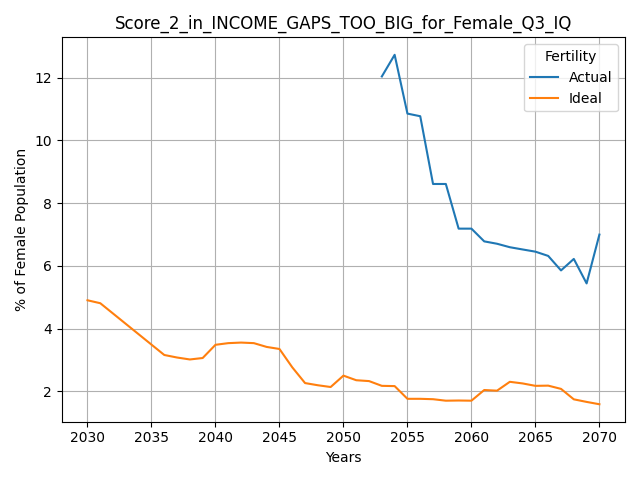 Score_2_in_INCOME_GAPS_TOO_BIG_for_Female_Q3_IQ
Fertility
Actual
Ideal
% of Female Population
12
10
8
6
4
2
2030 2035 2040 2045 2050 2055 2060 2065 2070
Years